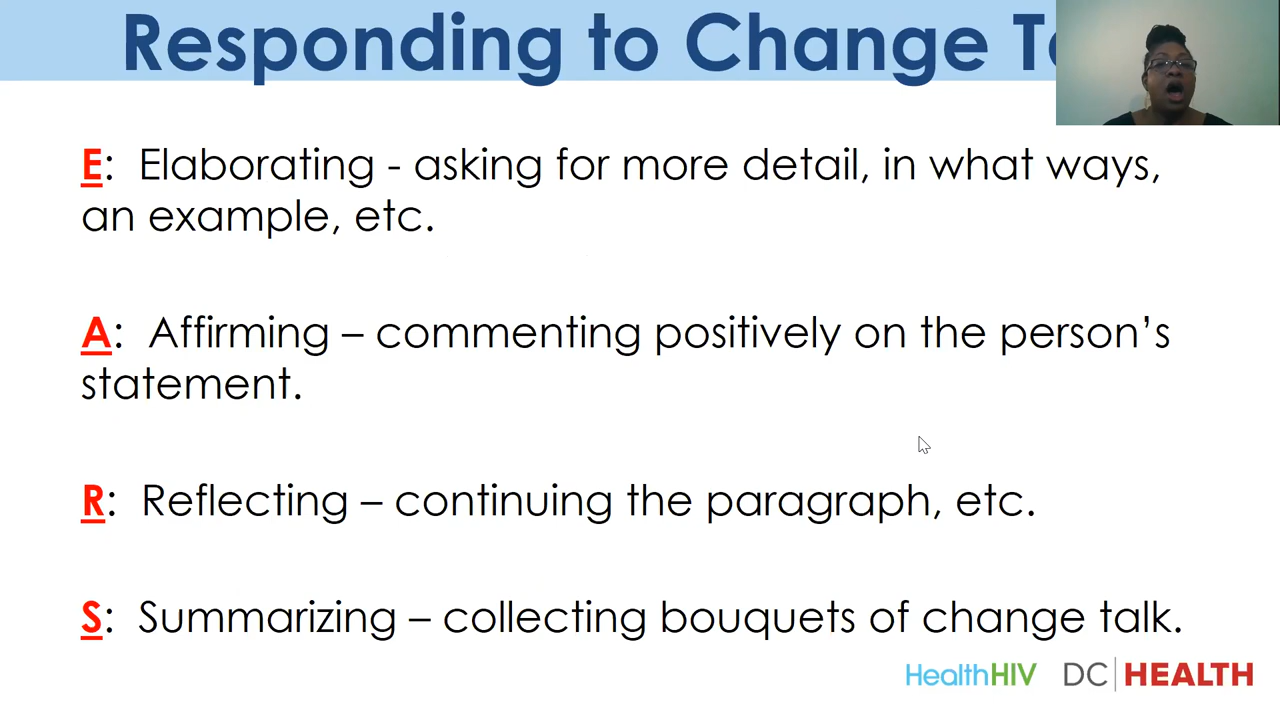 Responding to Change
E: Elaborating - asking for more detail, in what ways,
an example, etc.
A: Affirming – commenting positively on the person’s
statement.
R: Reflecting – continuing the paragraph, etc.
S: Summarizing – collecting bouquets of change talk.
HealthHIV DC HEALTH